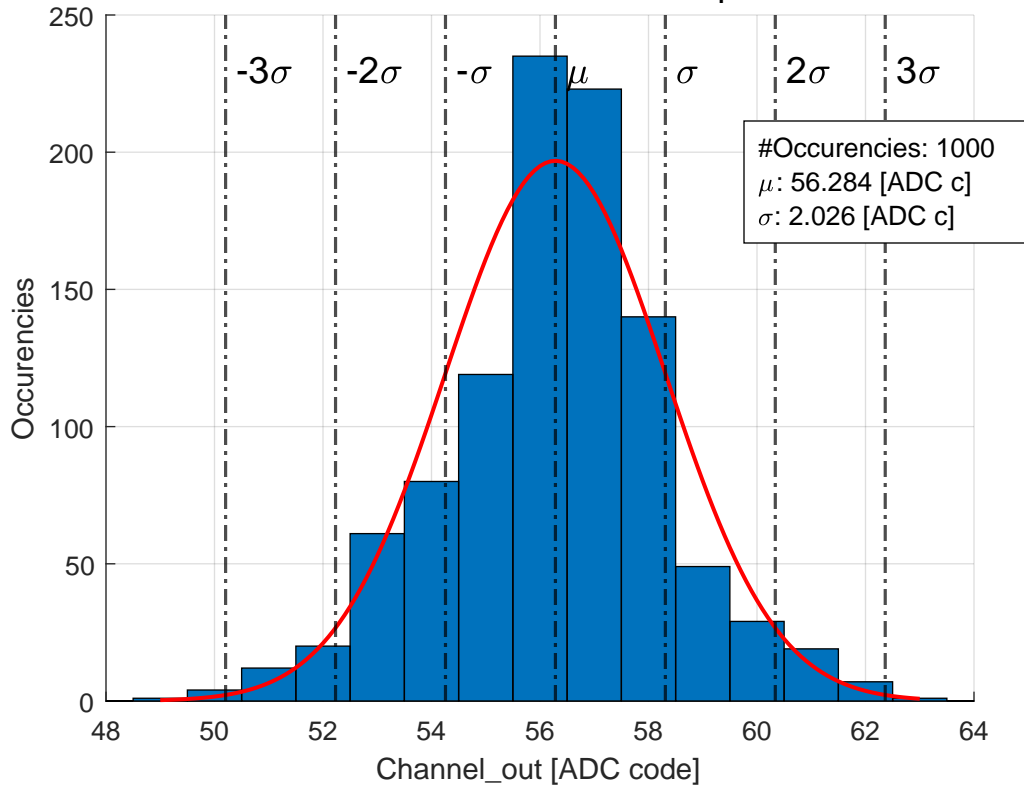 250
200
150
100
50
0
Occurencies
-3σ -2σ -σ μ σ 2σ 3σ
#Occurencies: 1000
μ: 56.284 [ADC c]
σ: 2.026 [ADC c]
48 50 52 54 56 58 60 62 64
Channel_out [ADC code]